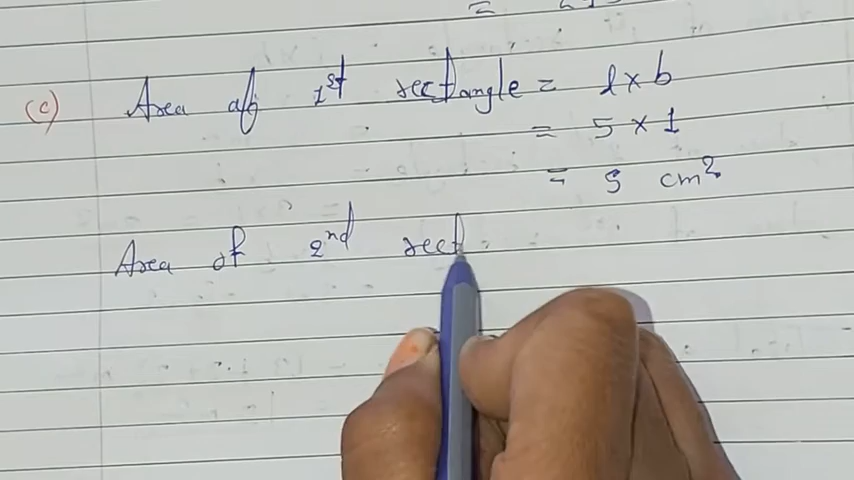 (c) Area of 1st rectangle = l × b
= 5 × 1
= 5 cm²
Area of 2nd rect